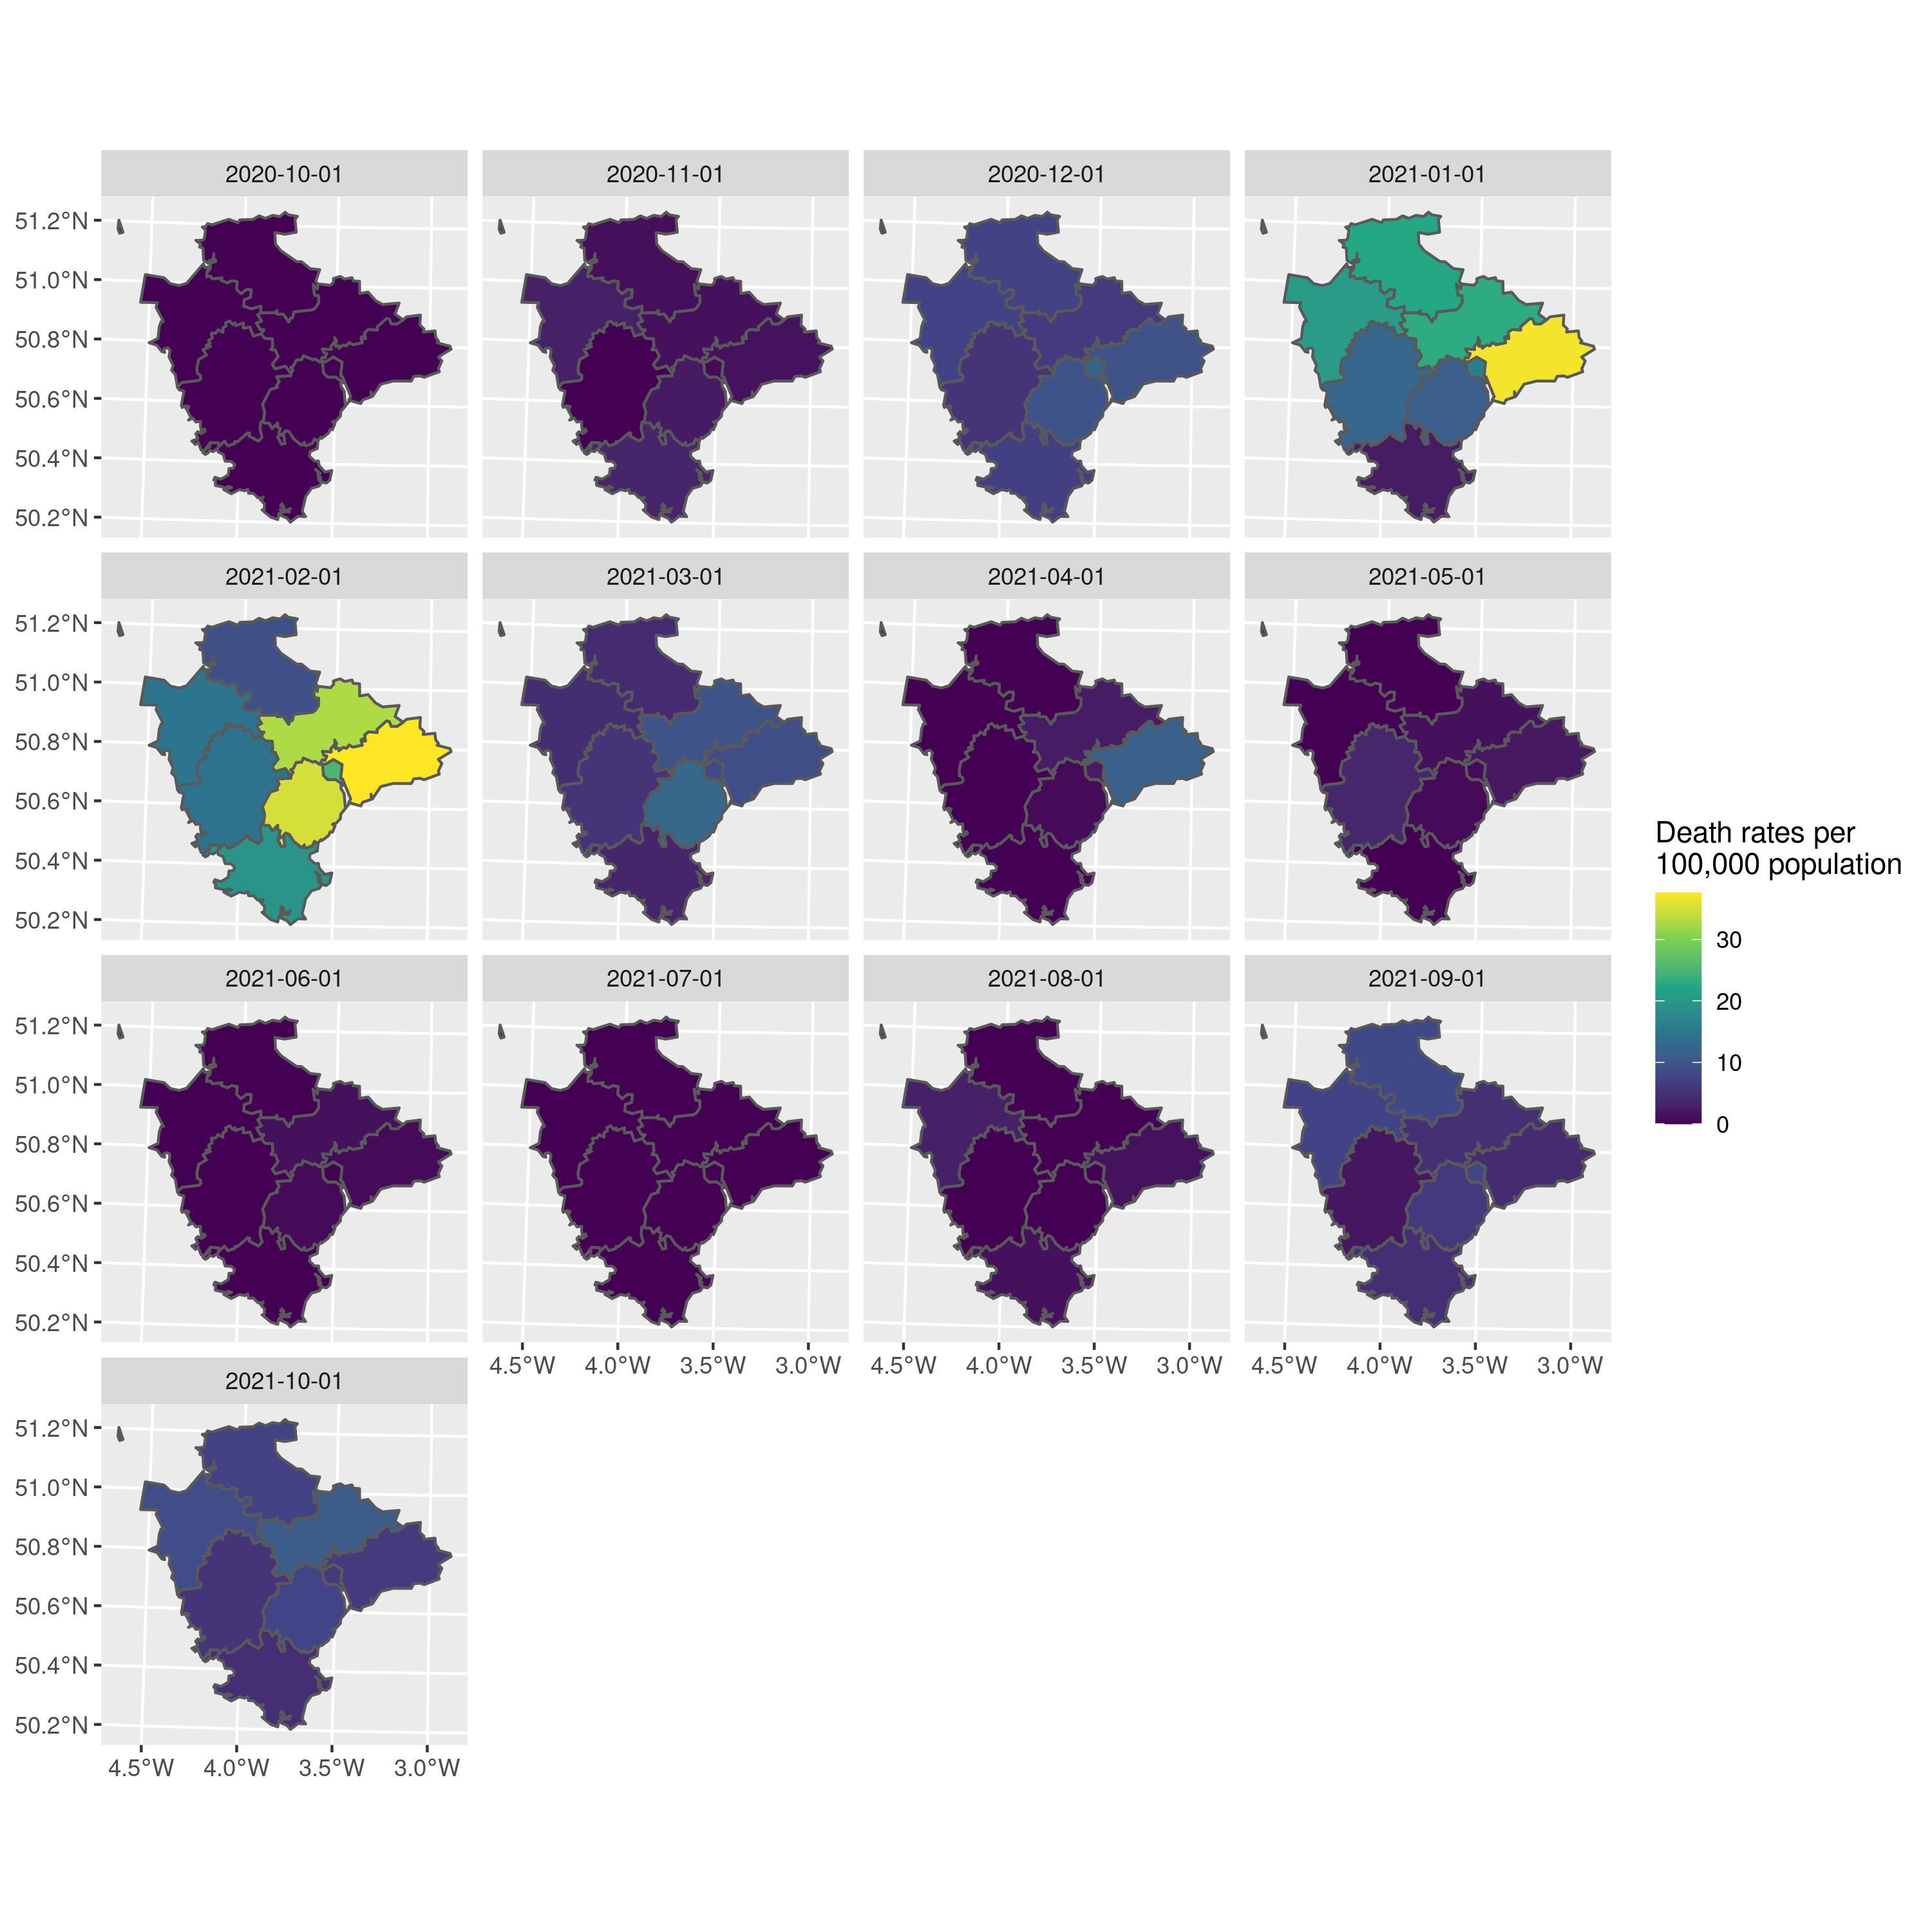 2020-10-01 2020-11-01 2020-12-01 2021-01-01
51.2°N
51.0°N
50.8°N
50.6°N
50.4°N
50.2°N
2021-02-01 2021-03-01 2021-04-01 2021-05-01
51.2°N
51.0°N
50.8°N
50.6°N
50.4°N
50.2°N
Death rates per
100,000 population
30
20
10
0
2021-06-01 2021-07-01 2021-08-01 2021-09-01
51.2°N
51.0°N
50.8°N
50.6°N
50.4°N
50.2°N
4.5°W 4.0°W 3.5°W 3.0°W 4.5°W 4.0°W 3.5°W 3.0°W 4.5°W 4.0°W 3.5°W 3.0°W
2021-10-01
51.2°N
51.0°N
50.8°N
50.6°N
50.4°N
50.2°N
4.5°W 4.0°W 3.5°W 3.0°W